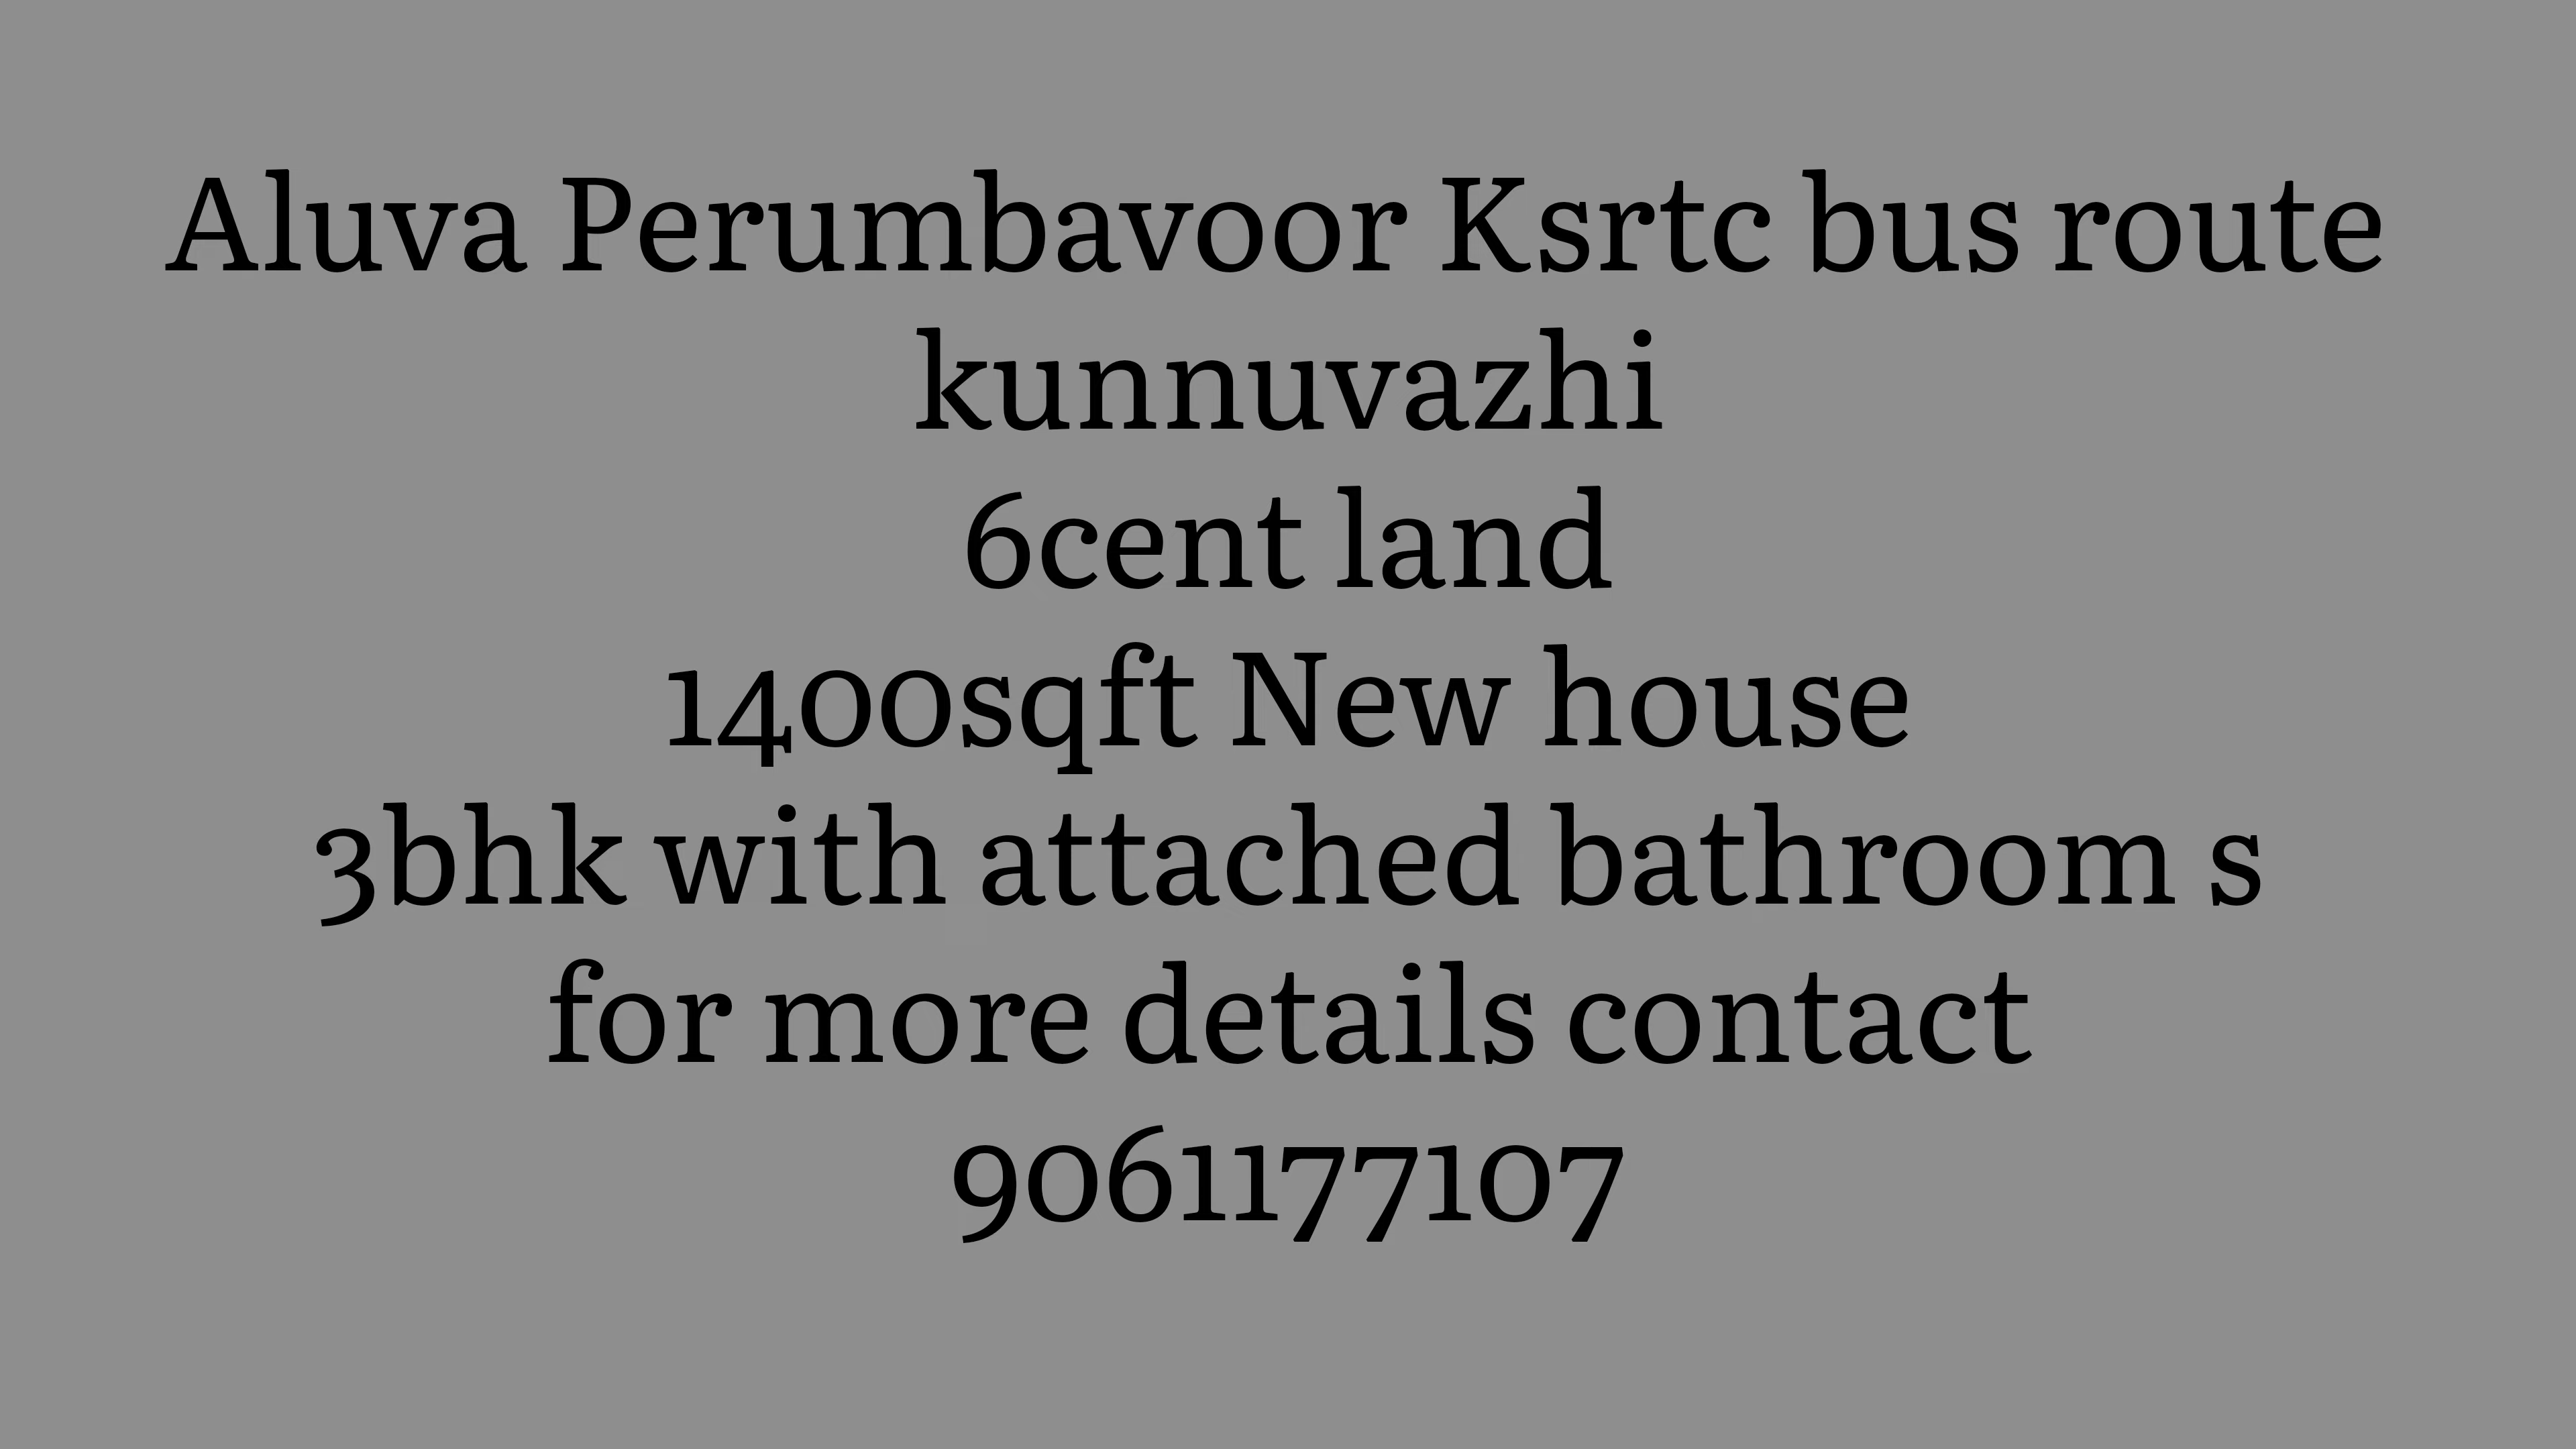 Aluva Perumbavoor Ksrtc bus route
kunnuvazhi
6cent land
1400sqft New house
3bhk with attached bathroom s
for more details contact
9061177107